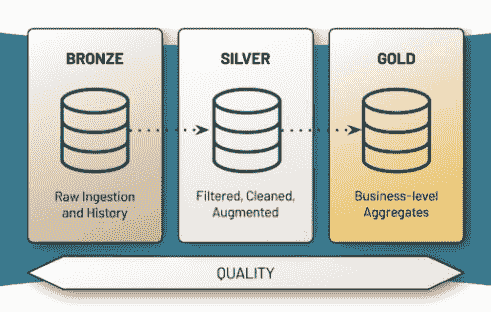 BRONZE
SILVER
GOLD
Raw Ingestion
and History
Filtered, Cleaned,
Augmented
Business-level
Aggregates
QUALITY